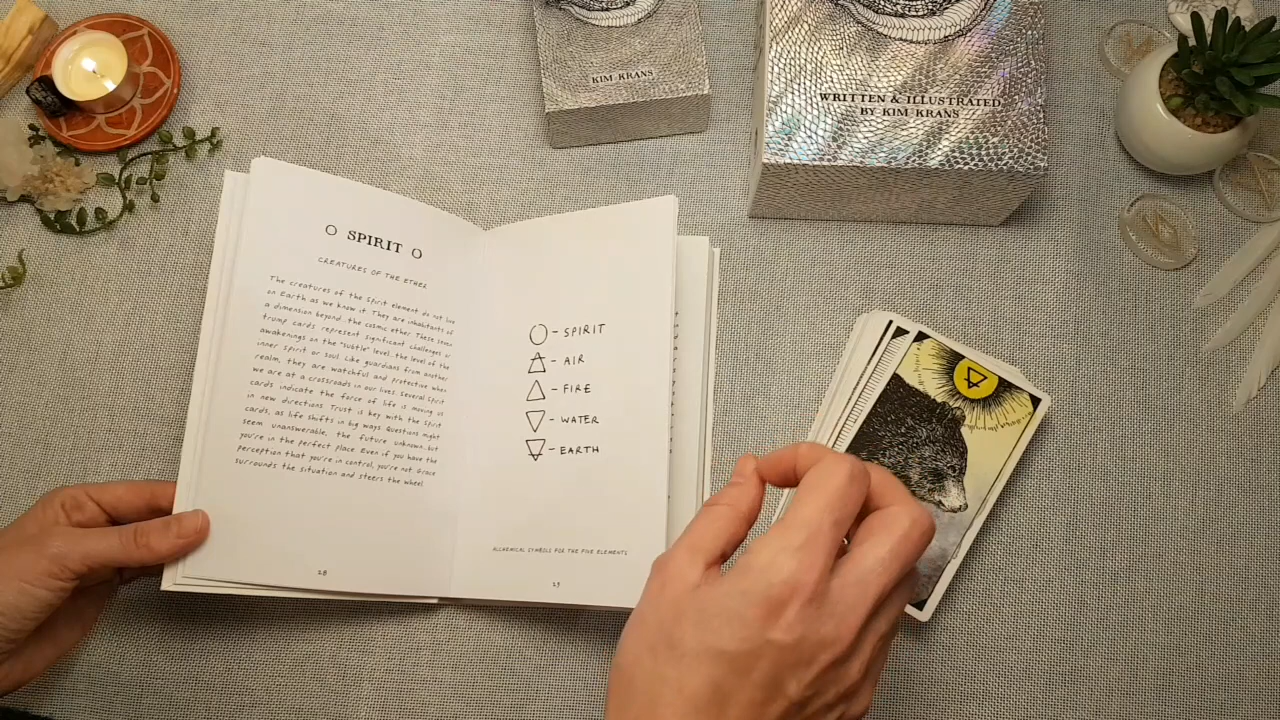 KIM KRANS
WRITTEN & ILLUSTRATED
BY KIM KRANS
SPIRIT
CREATURES OF THE ETHER
The creatures of the Spirit element do not live
on Earth as we know it. They are inhabitants of
a dimension beyond...the cosmic ether. These seven
trump cards represent significant challenges or
awakenings on the "subtle" level...the level of the
inner spirit or soul. Like guardians from another
realm, they are watchful and protective when
we are at a crossroads in our lives. Several Spirit
cards indicate the force of life is moving us
in new directions. Trust is key with the Spirit
cards, as life shifts in big ways. Questions might
seem unanswerable, the future unknown...but
you're in the perfect place. Even if you have the
perception that you're in control, you're not. Grace
surrounds the situation and steers the wheel.
28
- SPIRIT
- AIR
- FIRE
- WATER
- EARTH
ALCHEMICAL SYMBOLS FOR THE FIVE ELEMENTS
29